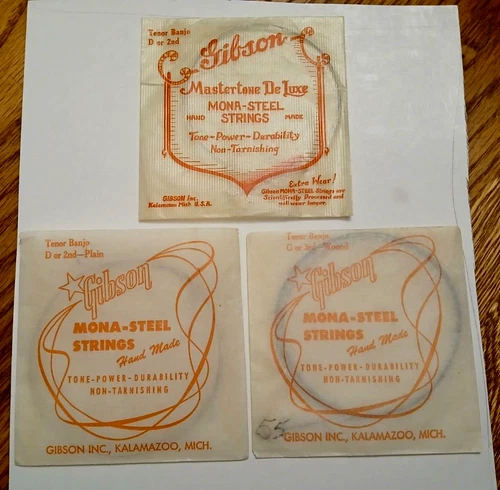 Tenor Banjo
D or 2nd
Gibson
Mastertone De Luxe
MONA-STEEL
HAND STRINGS MADE
Tone-Power-Durability
Non-Tarnishing
Extra Wear!
Gibson MONA-STEEL Strings are
Scientifically Processed and
will wear longer.
GIBSON Inc.
Kalamazoo Mich U.S.A.
Tenor Banjo
D or 2nd—Plain
Gibson
MONA-STEEL
STRINGS
Hand Made
TONE-POWER-DURABILITY
NON-TARNISHING
GIBSON INC., KALAMAZOO, MICH.
Tenor Banjo
G or 3rd—Wound
Gibson
MONA-STEEL
STRINGS
Hand Made
TONE-POWER-DURABILITY
NON-TARNISHING
55
GIBSON INC., KALAMAZOO, MICH.